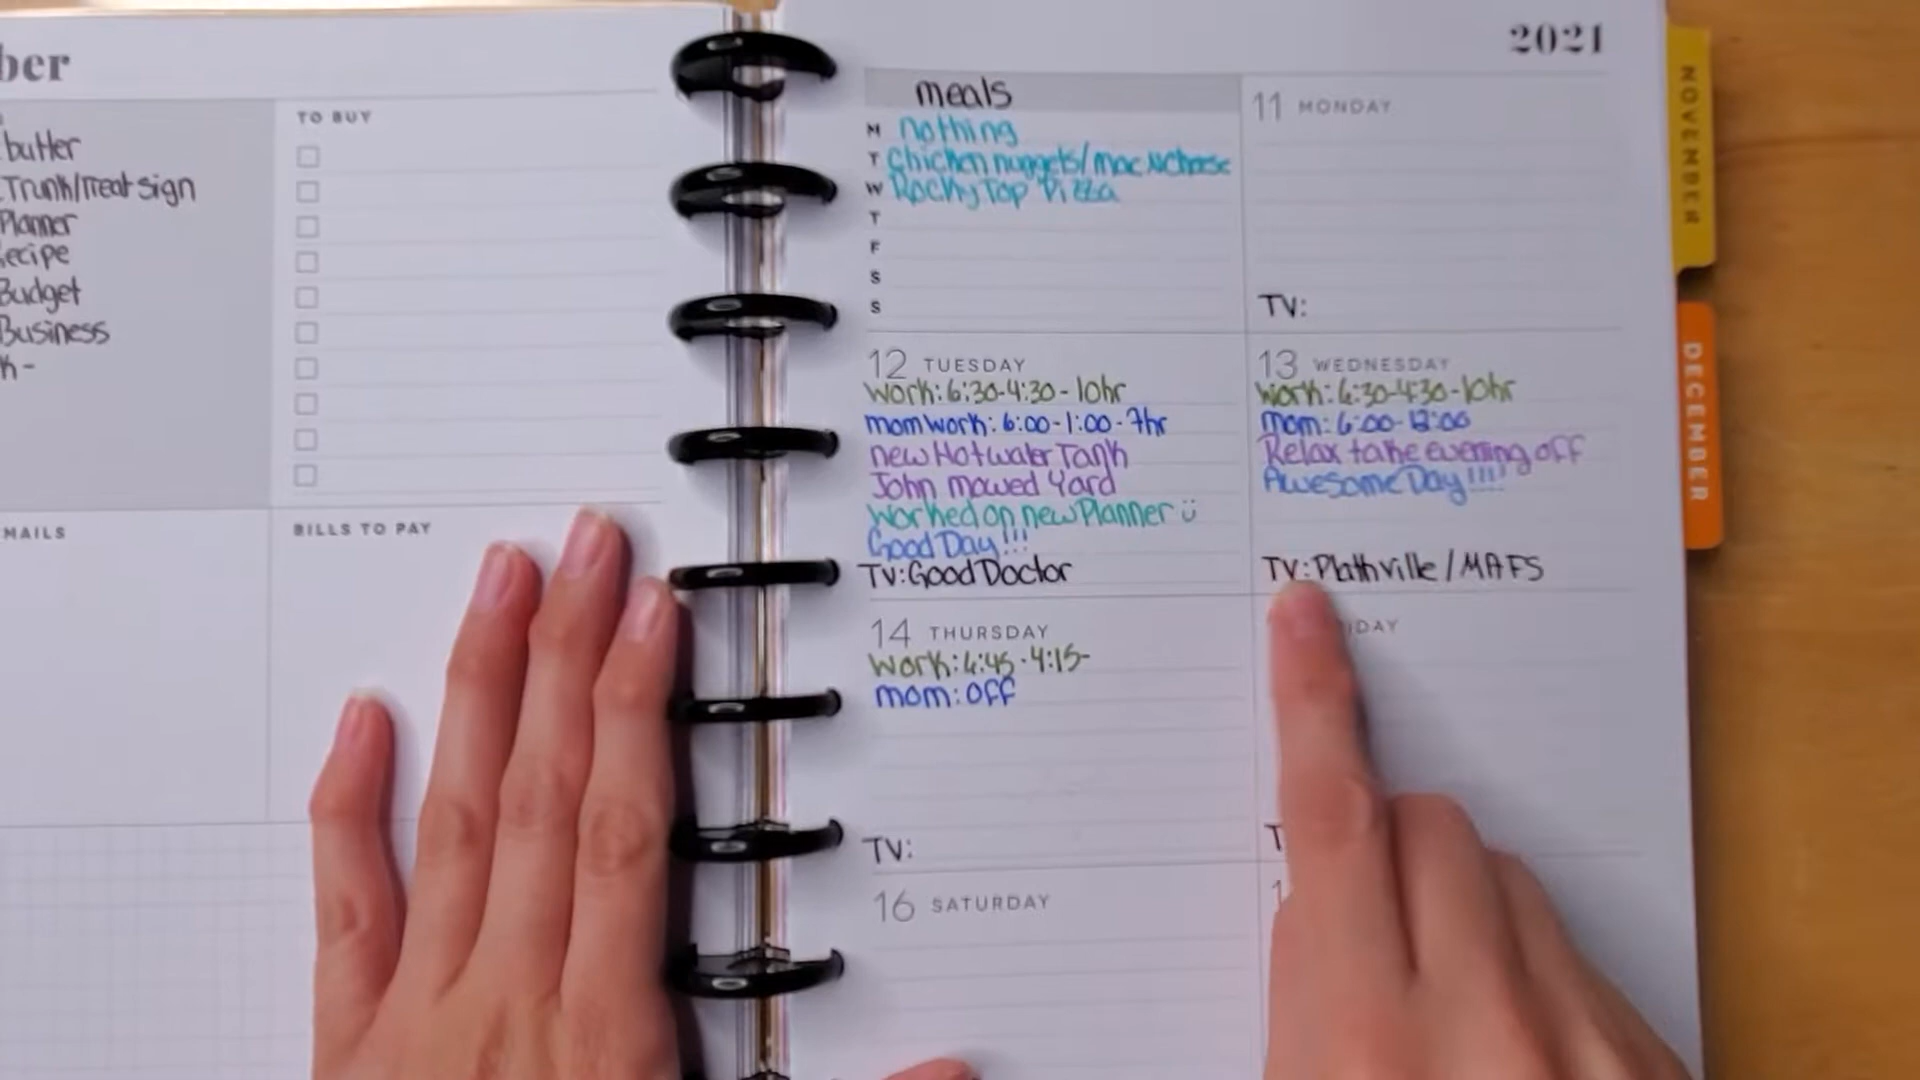 ber
butter
Trunk/Treat sign
Planner
Recipe
Budget
Business
K-
TO BUY
MAILS
BILLS TO PAY
2021
meals
M nothing
T Chicken nuggets/mac N Cheese
W Rocky Top Pizza
T
F
S
S
11 MONDAY
TV:
12 TUESDAY
Work: 6:30-4:30-10hr
mom work: 6:00-1:00-7hr
new Hot water Tank
John mowed Yard
Worked on new Planner ü
Good Day!!!
TV: Good Doctor
13 WEDNESDAY
Work: 6:30-4:30-10hr
mom: 6:00-12:00
Relax take evening off
Awesome Day!!!!
TV: Plathville/MAFS
14 THURSDAY
Work: 6:45-4:15-
mom: Off
TV:
IDAY
T
16 SATURDAY
1
NOVEMBER
DECEMBER